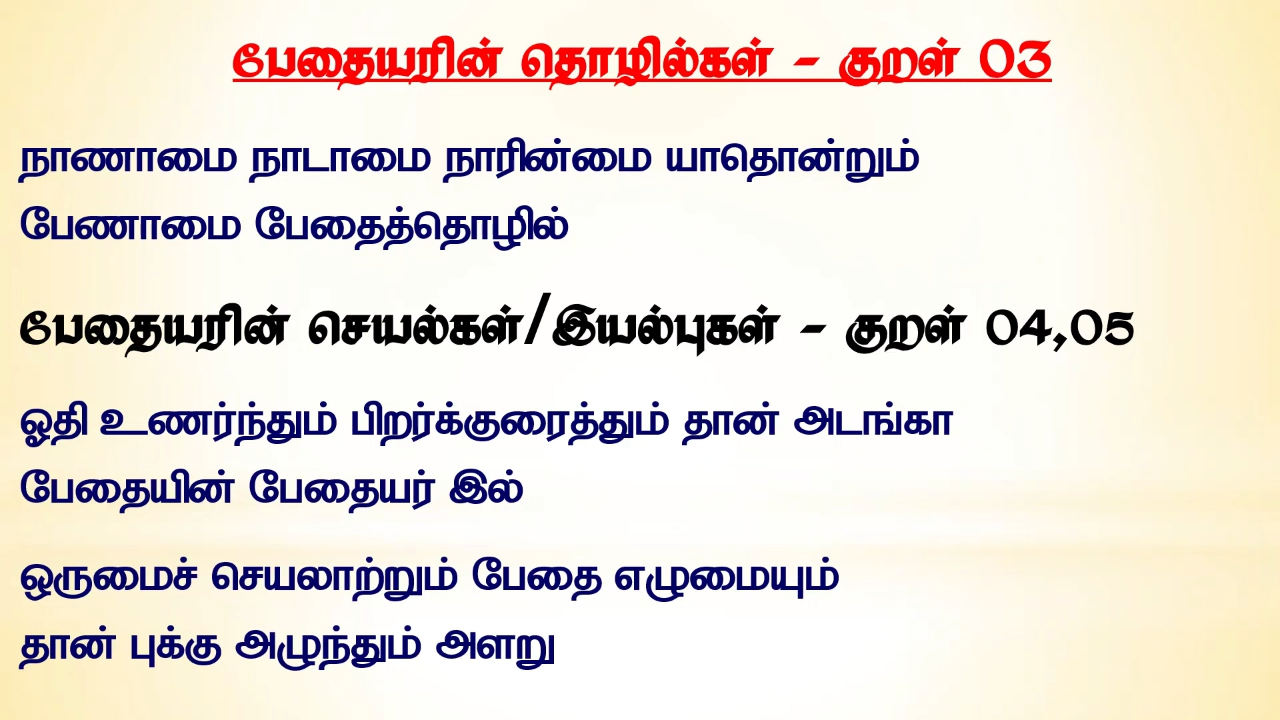 பேதையரின் தொழில்கள் - குறள் 03
நாணாமை நாடாமை நாரின்மை யாதொன்றும்
பேணாமை பேதைத்தொழில்
பேதையரின் செயல்கள்/இயல்புகள் - குறள் 04,05
ஓதி உணர்ந்தும் பிறர்க்குரைத்தும் தான் அடங்கா
பேதையின் பேதையர் இல்
ஒருமைச் செயலாற்றும் பேதை எழுமையும்
தான் புக்கு அழுந்தும் அளறு